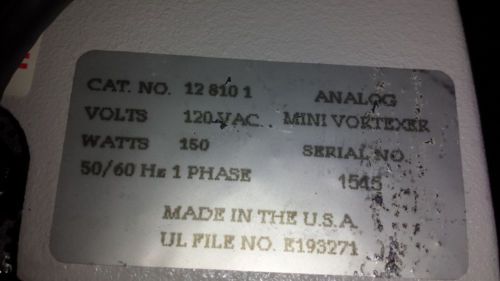 CAT. NO. 12 810 1
ANALOG
VOLTS 120 VAC
MINI VORTEXER
WATTS 150
SERIAL NO.
50/60 Hz 1 PHASE
1515
MADE IN THE U.S.A
UL FILE NO. E193271